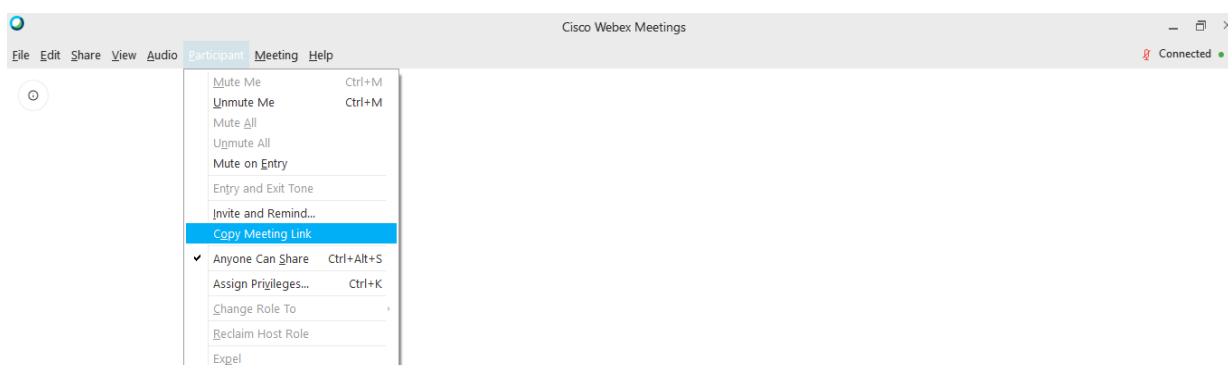 Cisco Webex Meetings
File Edit Share View Audio Participant Meeting Help Connected
Mute Me Ctrl+M
Unmute Me Ctrl+M
Mute All
Unmute All
Mute on Entry
Entry and Exit Tone
Invite and Remind...
Copy Meeting Link
Anyone Can Share Ctrl+Alt+S
Assign Privileges... Ctrl+K
Change Role To
Reclaim Host Role
Expel